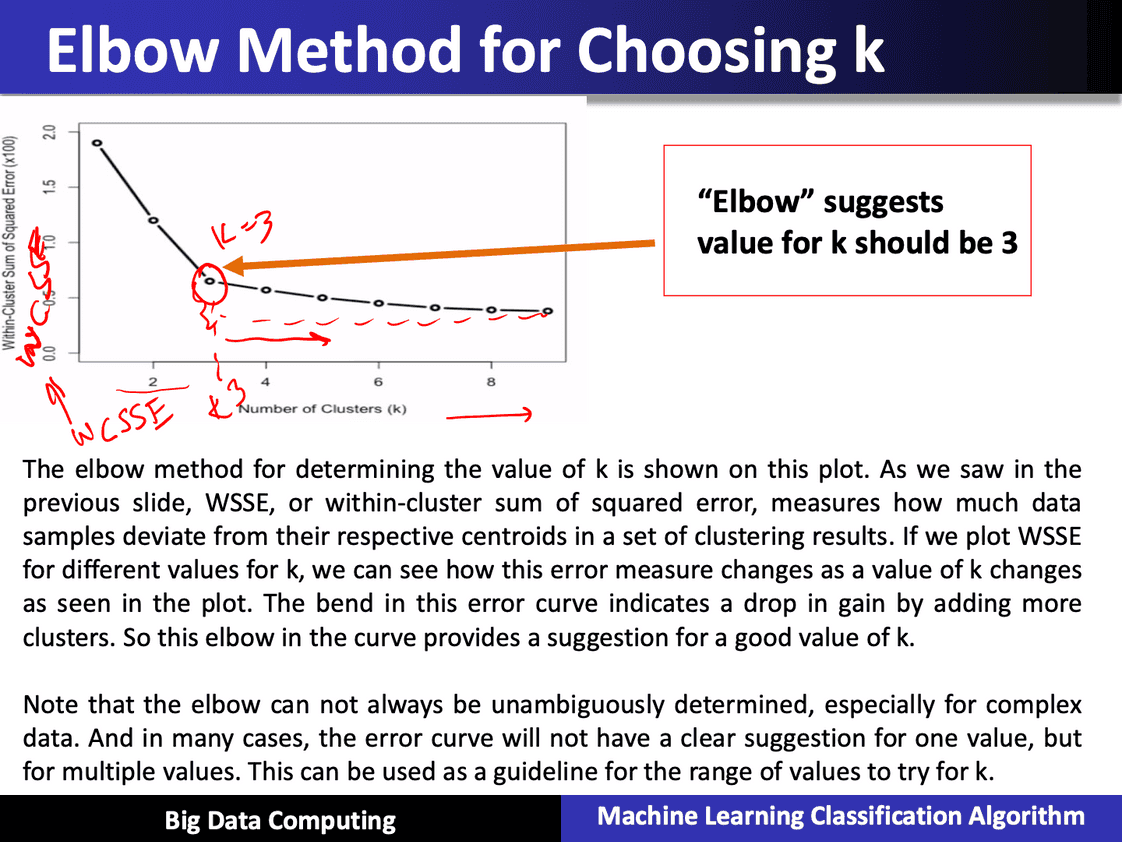 Elbow Method for Choosing k
Within-Cluster Sum of Squared Error (x100)
2.0
1.5
1.0
0.5
0.0
K=3
“Elbow” suggests
value for k should be 3
2
4
6
8
Number of Clusters (k)
WCSSE
K 3
WCSSE
The elbow method for determining the value of k is shown on this plot. As we saw in the
previous slide, WSSE, or within-cluster sum of squared error, measures how much data
samples deviate from their respective centroids in a set of clustering results. If we plot WSSE
for different values for k, we can see how this error measure changes as a value of k changes
as seen in the plot. The bend in this error curve indicates a drop in gain by adding more
clusters. So this elbow in the curve provides a suggestion for a good value of k.
Note that the elbow can not always be unambiguously determined, especially for complex
data. And in many cases, the error curve will not have a clear suggestion for one value, but
for multiple values. This can be used as a guideline for the range of values to try for k.
Big Data Computing
Machine Learning Classification Algorithm